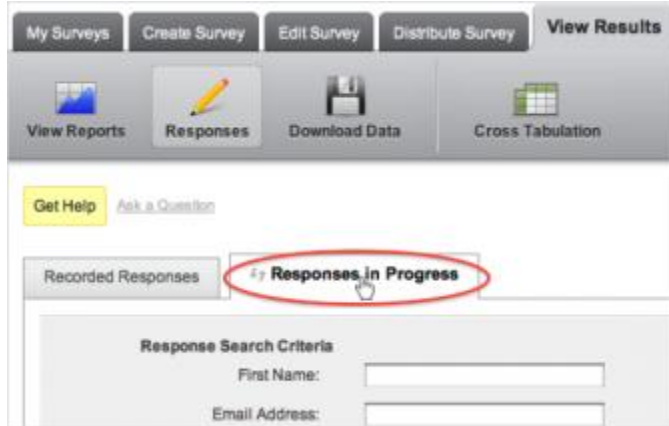 My Surveys Create Survey Edit Survey Distribute Survey View Results
View Reports Responses Download Data Cross Tabulation
Get Help Ask a Question
Recorded Responses Responses in Progress
Response Search Criteria
First Name:
Email Address: